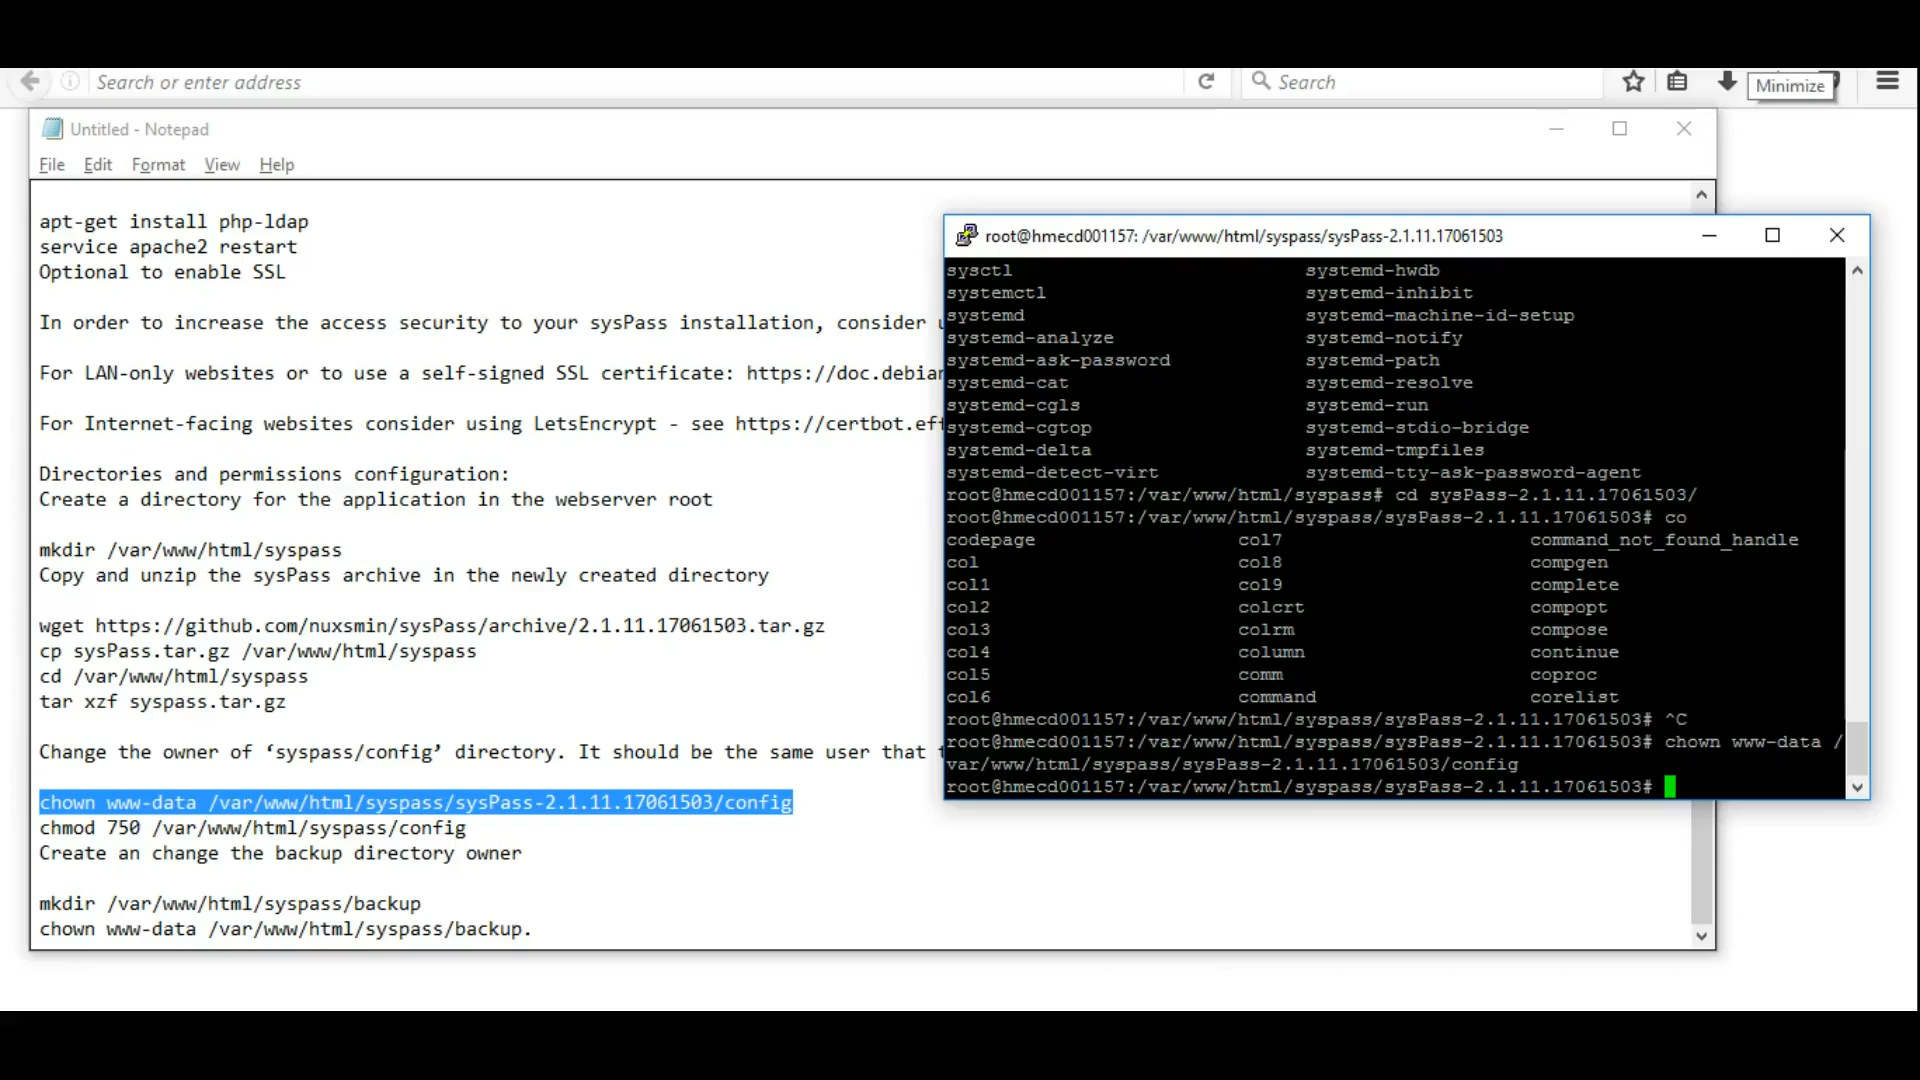 Search or enter address
Search
Minimize
Untitled - Notepad
File Edit Format View Help
apt-get install php-ldap
service apache2 restart
Optional to enable SSL
In order to increase the access security to your sysPass installation, consider
For LAN-only websites or to use a self-signed SSL certificate: https://doc.debian
For Internet-facing websites consider using LetsEncrypt - see https://certbot.eff
Directories and permissions configuration:
Create a directory for the application in the webserver root
mkdir /var/www/html/syspass
Copy and unzip the sysPass archive in the newly created directory
wget https://github.com/nuxsmin/sysPass/archive/2.1.11.17061503.tar.gz
cp sysPass.tar.gz /var/www/html/syspass
cd /var/www/html/syspass
tar xzf syspass.tar.gz
Change the owner of ‘syspass/config’ directory. It should be the same user that
chown www-data /var/www/html/syspass/sysPass-2.1.11.17061503/config
chmod 750 /var/www/html/syspass/config
Create an change the backup directory owner
mkdir /var/www/html/syspass/backup
chown www-data /var/www/html/syspass/backup.
root@hmecd001157: /var/www/html/syspass/sysPass-2.1.11.17061503
sysctl systemd-hwdb
systemctl systemd-inhibit
systemd systemd-machine-id-setup
systemd-analyze systemd-notify
systemd-ask-password systemd-path
systemd-cat systemd-resolve
systemd-cgls systemd-run
systemd-cgtop systemd-stdio-bridge
systemd-delta systemd-tmpfiles
systemd-detect-virt systemd-tty-ask-password-agent
root@hmecd001157:/var/www/html/syspass# cd sysPass-2.1.11.17061503/
root@hmecd001157:/var/www/html/syspass/sysPass-2.1.11.17061503# co
codepage col7 command_not_found_handle
col col8 compgen
col1 col9 complete
col2 colcrt compopt
col3 colrm compose
col4 column continue
col5 comm coproc
col6 command corelist
root@hmecd001157:/var/www/html/syspass/sysPass-2.1.11.17061503# ^C
root@hmecd001157:/var/www/html/syspass/sysPass-2.1.11.17061503# chown www-data /
var/www/html/syspass/sysPass-2.1.11.17061503/config
root@hmecd001157:/var/www/html/syspass/sysPass-2.1.11.17061503#